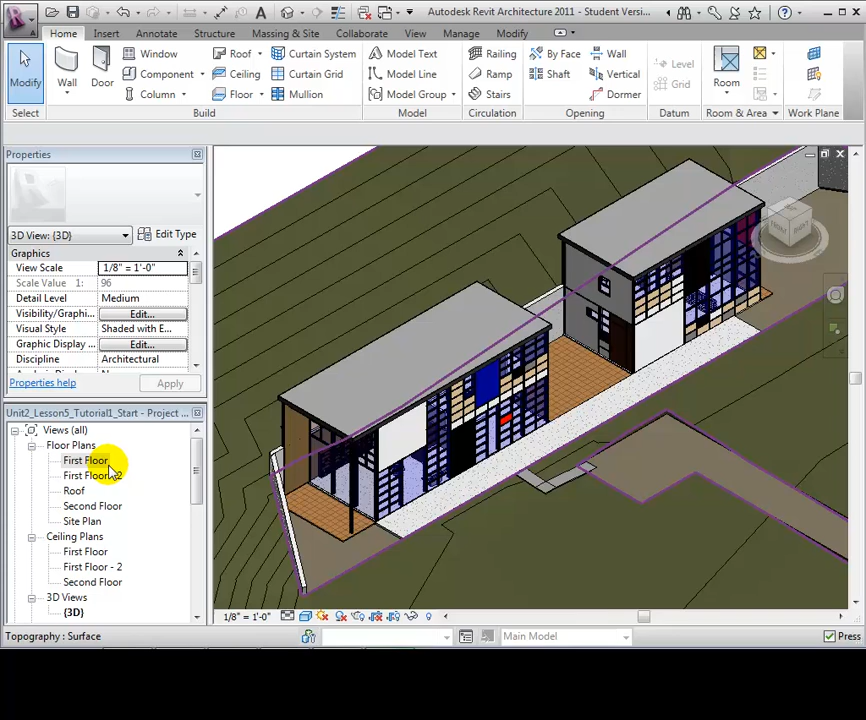 Autodesk Revit Architecture 2011 - Student Versi...
Home Insert Annotate Structure Massing & Site Collaborate View Manage Modify
Modify
Wall
Door
Window
Component
Column
Roof
Ceiling
Floor
Curtain System
Curtain Grid
Mullion
Model Text
Model Line
Model Group
Railing
Ramp
Stairs
By Face
Shaft
Wall
Vertical
Dormer
Level
Grid
Room
Select Build Model Circulation Opening Datum Room & Area Work Plane
Properties
3D View: {3D}
Edit Type
Graphics
View Scale 1/8" = 1'-0"
Scale Value 1: 96
Detail Level Medium
Visibility/Graphi... Edit...
Visual Style Shaded with E...
Graphic Display ... Edit...
Discipline Architectural
Properties help
Apply
Unit2_Lesson5_Tutorial1_Start - Project ...
Views (all)
Floor Plans
First Floor
First Floor - 2
Roof
Second Floor
Site Plan
Ceiling Plans
First Floor
First Floor - 2
Second Floor
3D Views
{3D}
FRONT
RIGHT
1/8" = 1'-0"
Topography : Surface
Main Model
Press